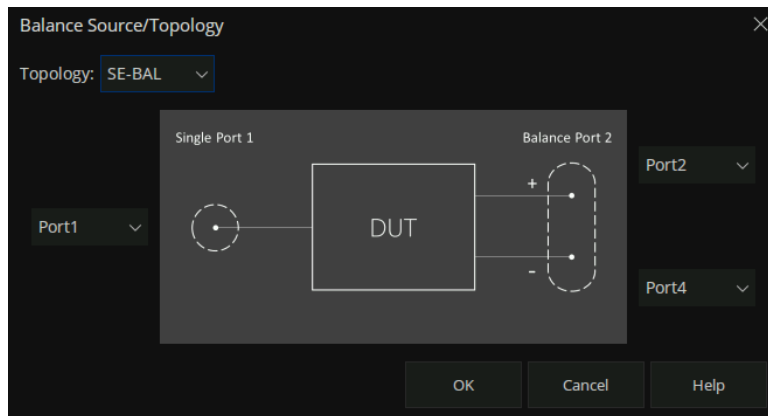 Balance Source/Topology
Topology: SE-BAL
Single Port 1
Balance Port 2
Port2
+
Port1
DUT
-
Port4
OK
Cancel
Help